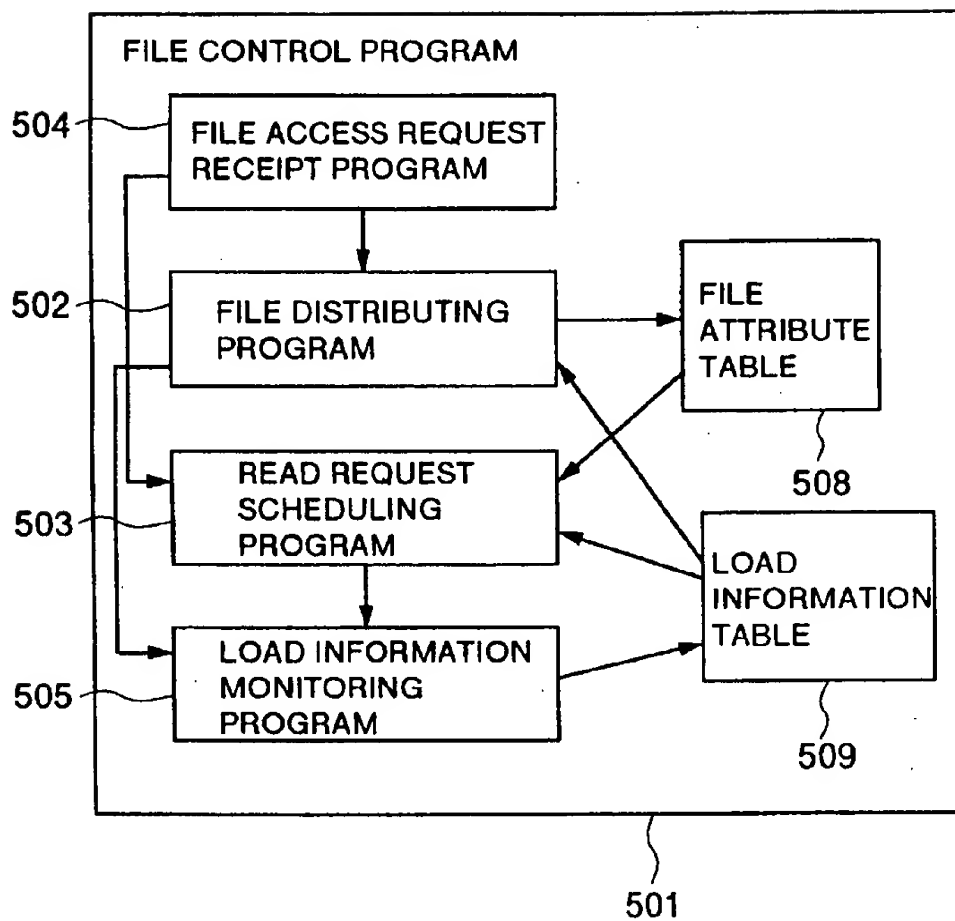 FILE CONTROL PROGRAM
504
FILE ACCESS REQUEST
RECEIPT PROGRAM
502
FILE DISTRIBUTING
PROGRAM
FILE
ATTRIBUTE
TABLE
508
503
READ REQUEST
SCHEDULING
PROGRAM
LOAD
INFORMATION
TABLE
509
505
LOAD INFORMATION
MONITORING
PROGRAM
501